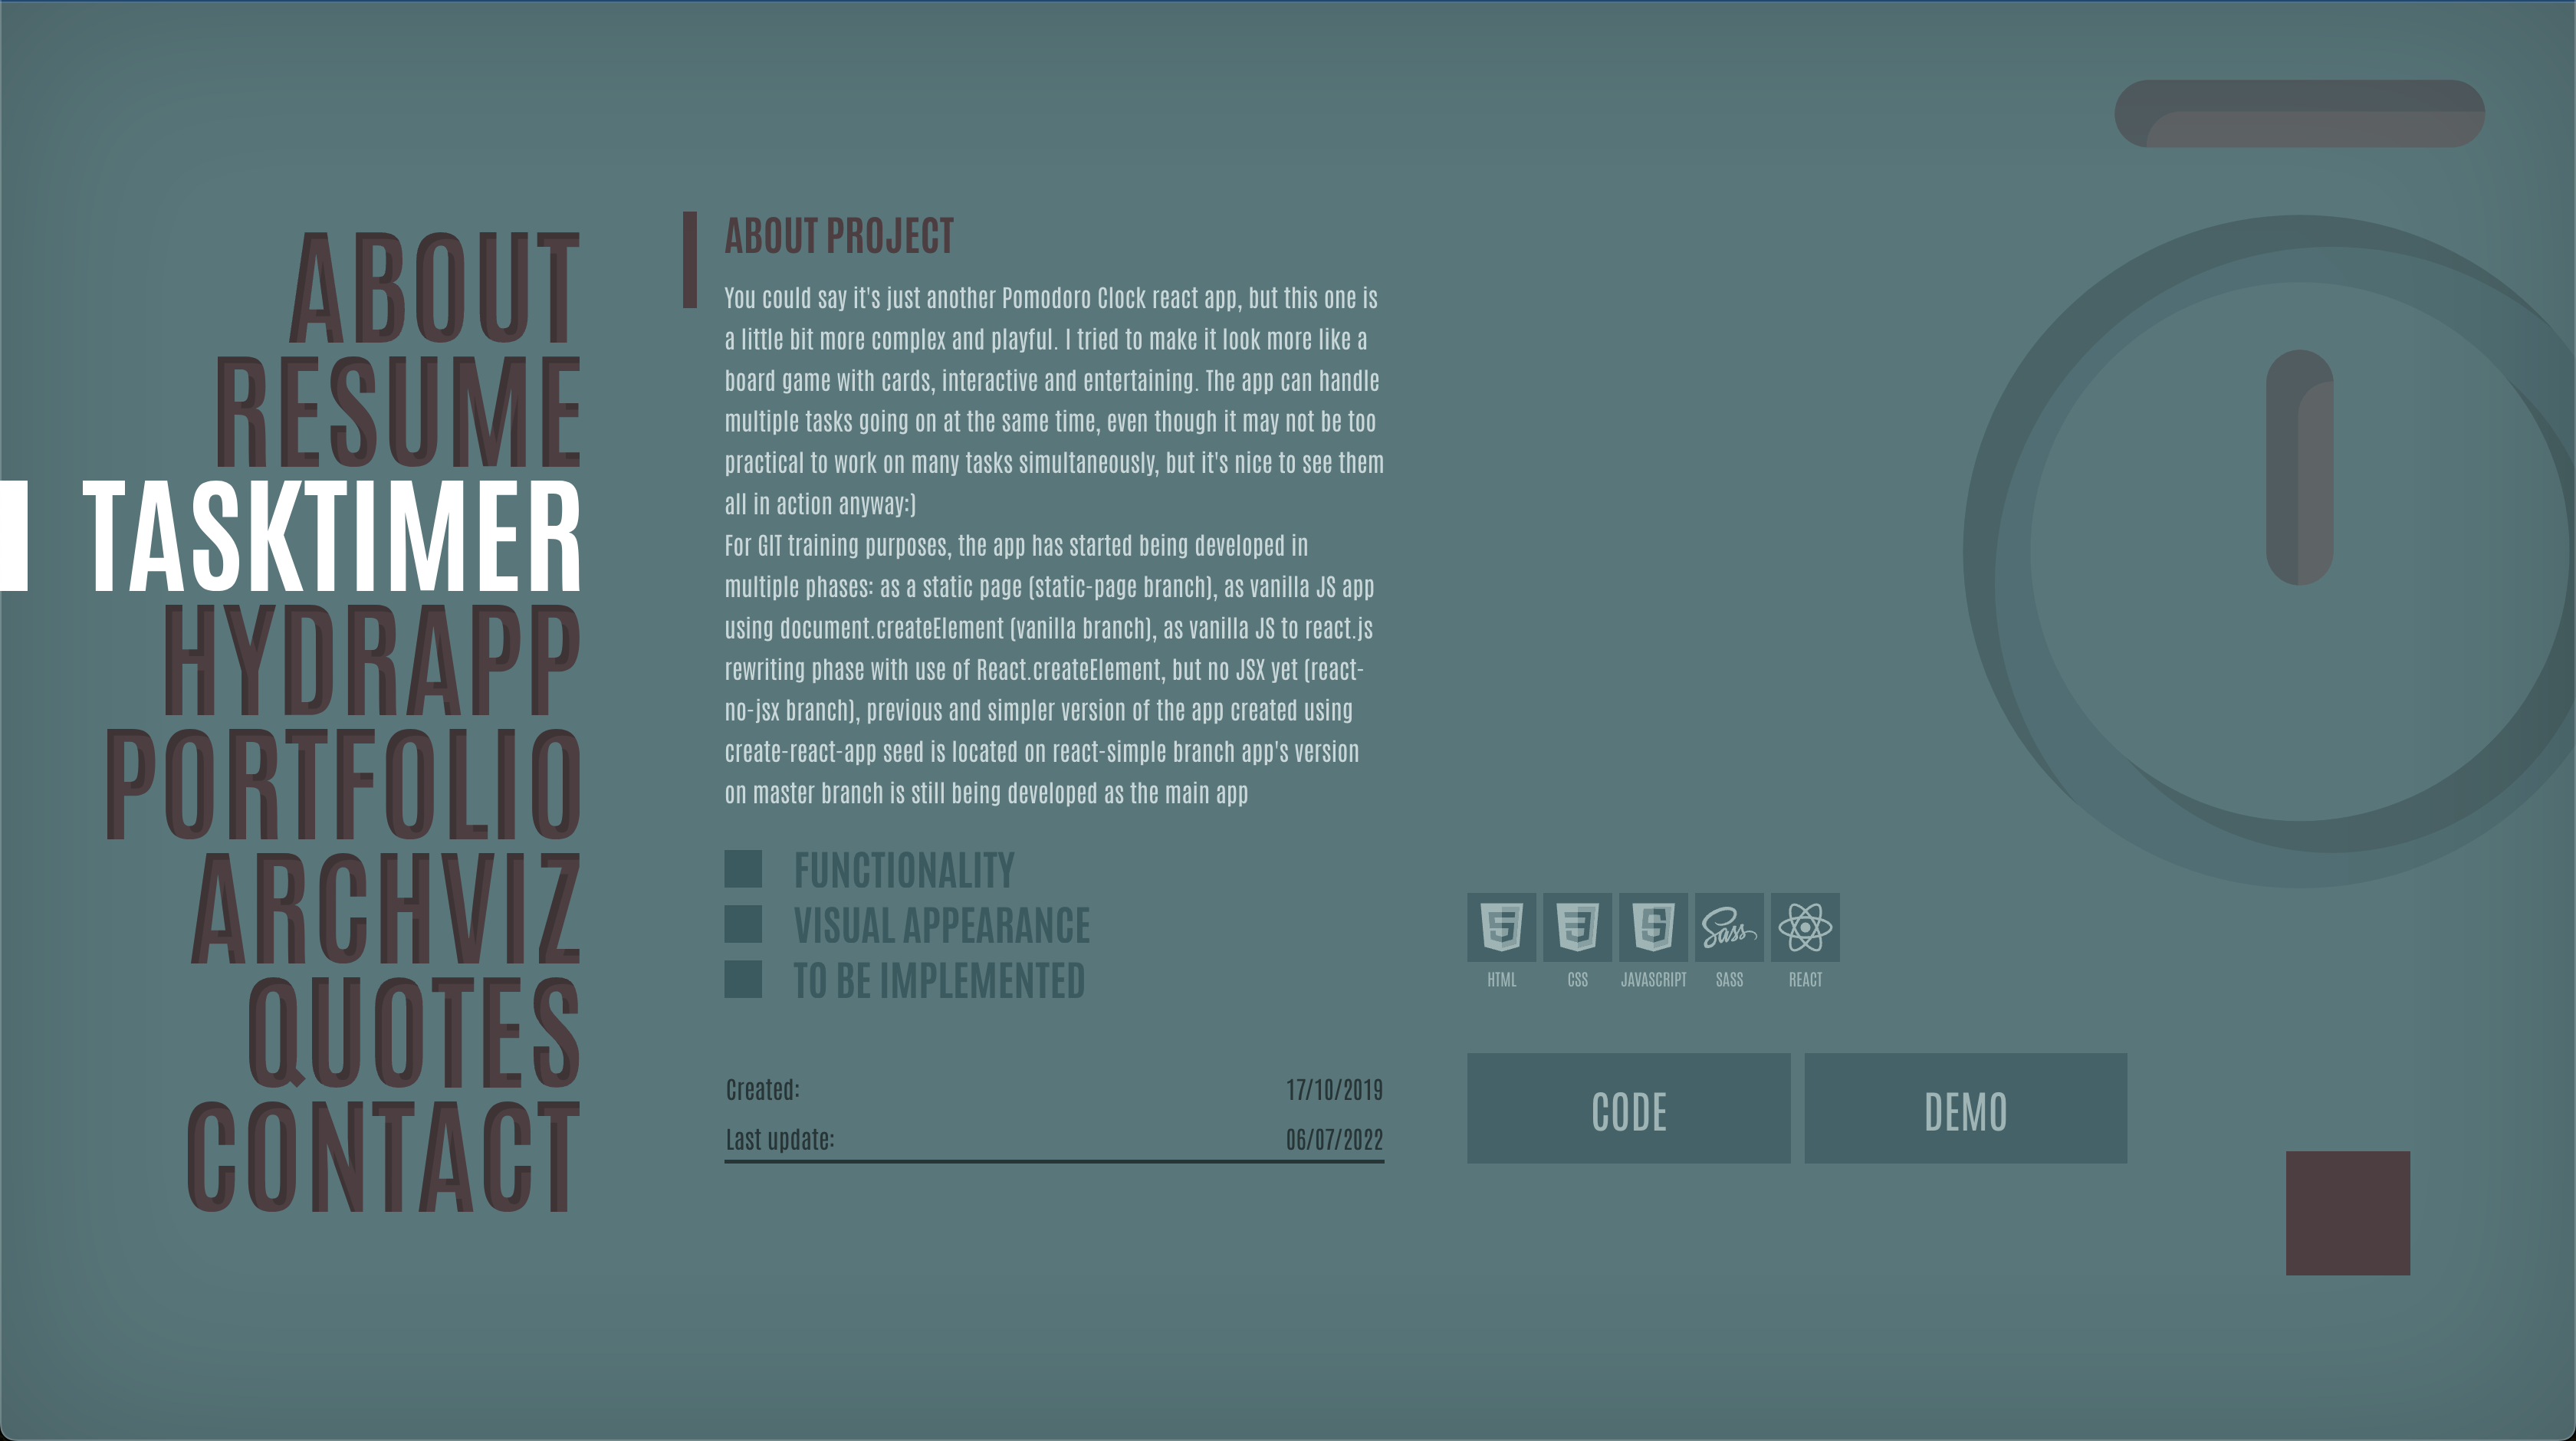 ABOUT
RESUME
TASKTIMER
HYDRAPP
PORTFOLIO
ARCHVIZ
QUOTES
CONTACT
ABOUT PROJECT
You could say it's just another Pomodoro Clock react app, but this one is
a little bit more complex and playful. I tried to make it look more like a
board game with cards, interactive and entertaining. The app can handle
multiple tasks going on at the same time, even though it may not be too
practical to work on many tasks simultaneously, but it's nice to see them
all in action anyway:)
For GIT training purposes, the app has started being developed in
multiple phases: as a static page (static-page branch), as vanilla JS app
using document.createElement (vanilla branch), as vanilla JS to react.js
rewriting phase with use of React.createElement, but no JSX yet (react-
no-jsx branch), previous and simpler version of the app created using
create-react-app seed is located on react-simple branch app's version
on master branch is still being developed as the main app
FUNCTIONALITY
VISUAL APPEARANCE
TO BE IMPLEMENTED
Created: 17/10/2019
Last update: 06/07/2022
Sass
HTML CSS JAVASCRIPT SASS REACT
CODE DEMO